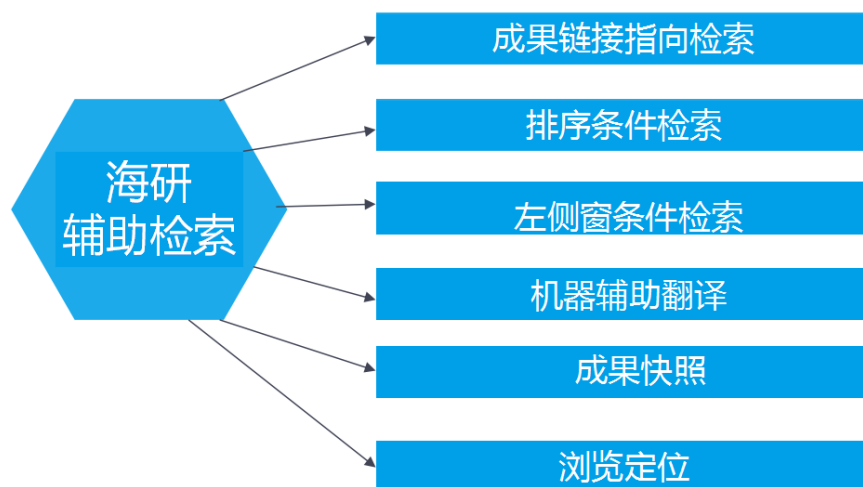 海研
辅助检索
成果链接指向检索
排序条件检索
左侧窗条件检索
机器辅助翻译
成果快照
浏览定位